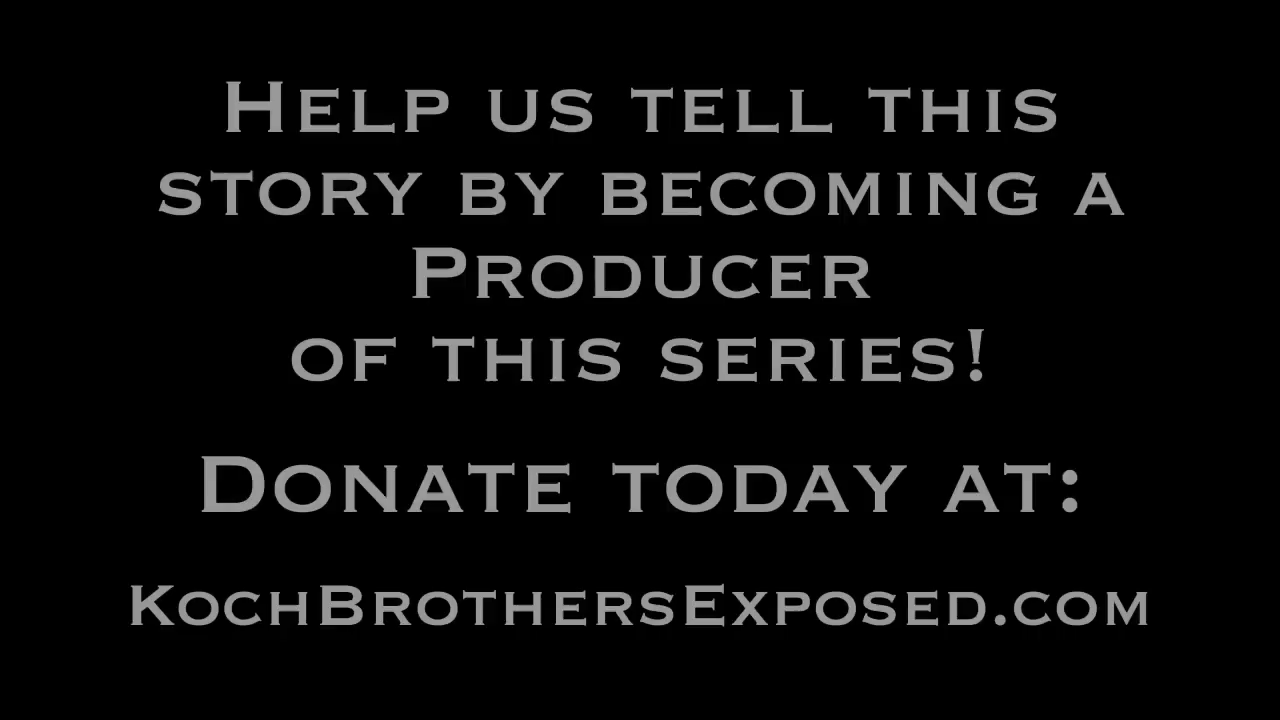 Help us tell this
story by becoming a
Producer
of this series!
Donate today at:
KochBrothersExposed.com